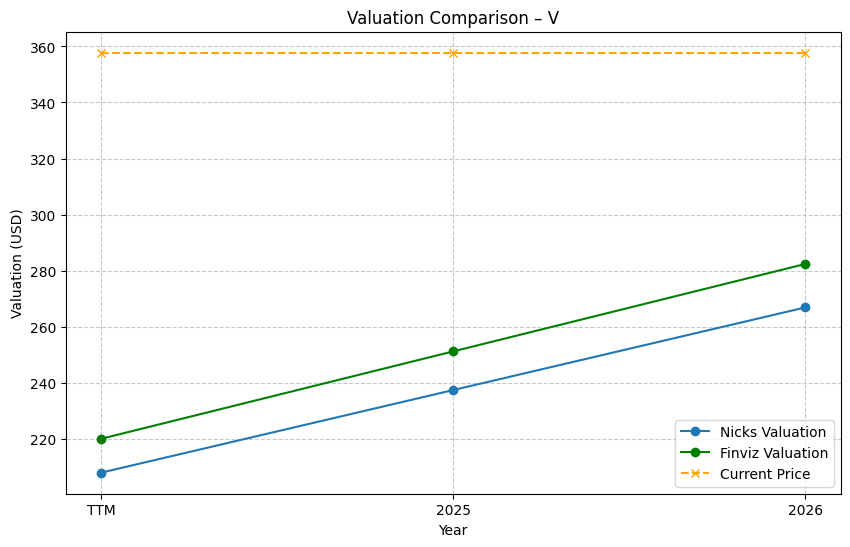 Valuation Comparison – V
Valuation (USD)
360
340
320
300
280
260
240
220
TTM
2025
2026
Year
Nicks Valuation
Finviz Valuation
Current Price